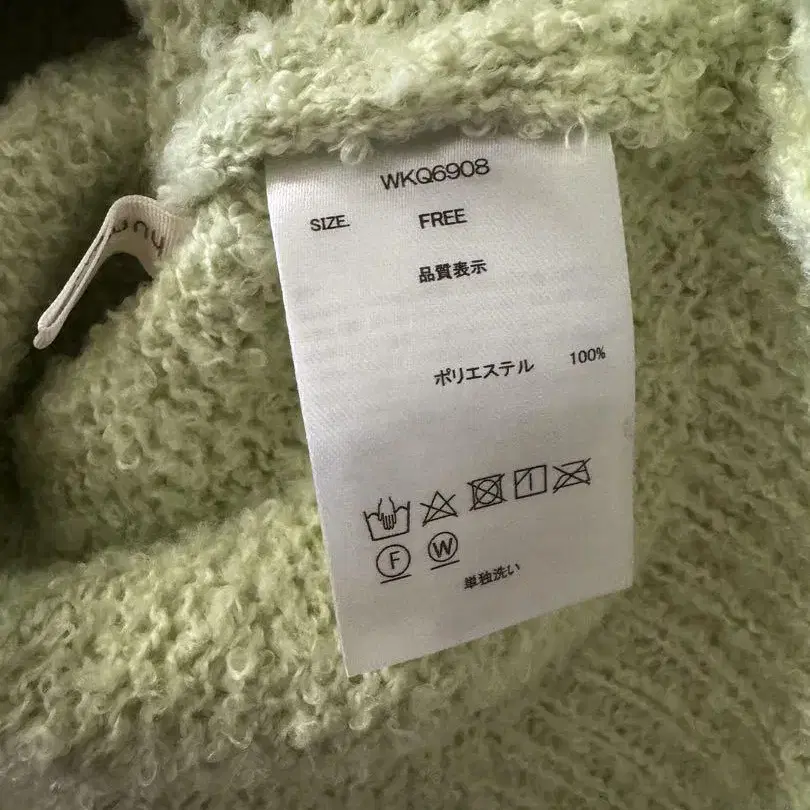 WKQ6908
SIZE. FREE
品質表示
ポリエステル 100%
F W
単独洗い